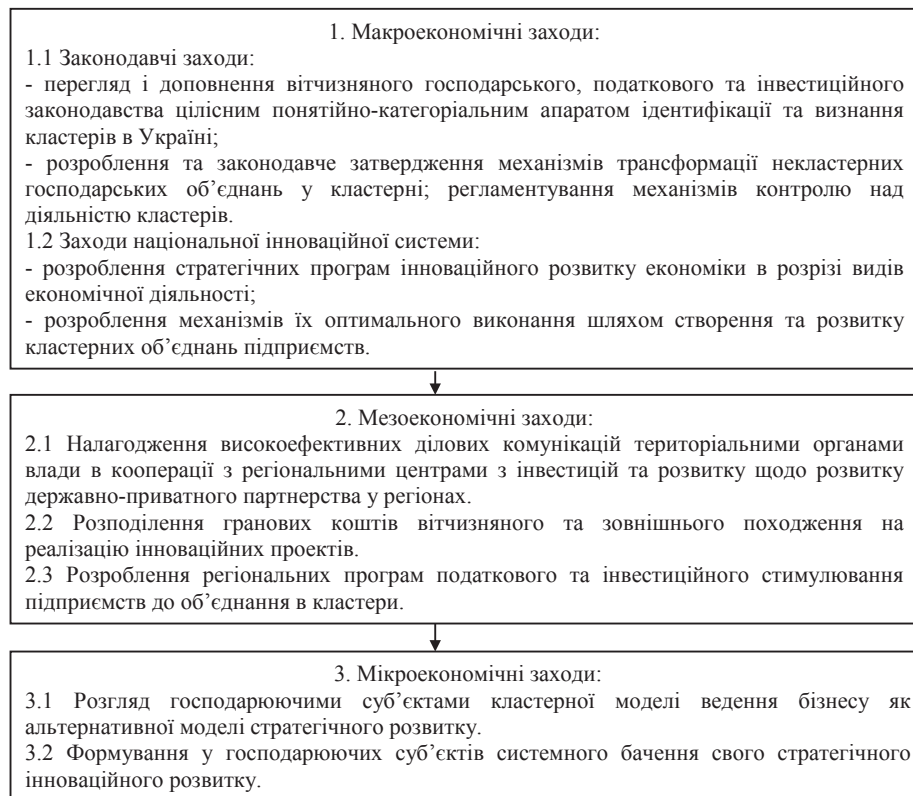 1. Макроекономічні заходи:
1.1 Законодавчі заходи:
- перегляд і доповнення вітчизняного господарського, податкового та інвестиційного
законодавства цілісним понятійно-категоріальним апаратом ідентифікації та визнання
кластерів в Україні;
- розроблення та законодавче затвердження механізмів трансформації некластерних
господарських об’єднань у кластерні; регламентування механізмів контролю над
діяльністю кластерів.
1.2 Заходи національної інноваційної системи:
- розроблення стратегічних програм інноваційного розвитку економіки в розрізі видів
економічної діяльності;
- розроблення механізмів їх оптимального виконання шляхом створення та розвитку
кластерних об’єднань підприємств.
2. Мезоекономічні заходи:
2.1 Налагодження високоефективних ділових комунікацій територіальними органами
влади в кооперації з регіональними центрами з інвестицій та розвитку щодо розвитку
державно-приватного партнерства у регіонах.
2.2 Розподілення гранових коштів вітчизняного та зовнішнього походження на
реалізацію інноваційних проектів.
2.3 Розроблення регіональних програм податкового та інвестиційного стимулювання
підприємств до об’єднання в кластери.
3. Мікроекономічні заходи:
3.1 Розгляд господарюючими суб’єктами кластерної моделі ведення бізнесу як
альтернативної моделі стратегічного розвитку.
3.2 Формування у господарюючих суб’єктів системного бачення свого стратегічного
інноваційного розвитку.